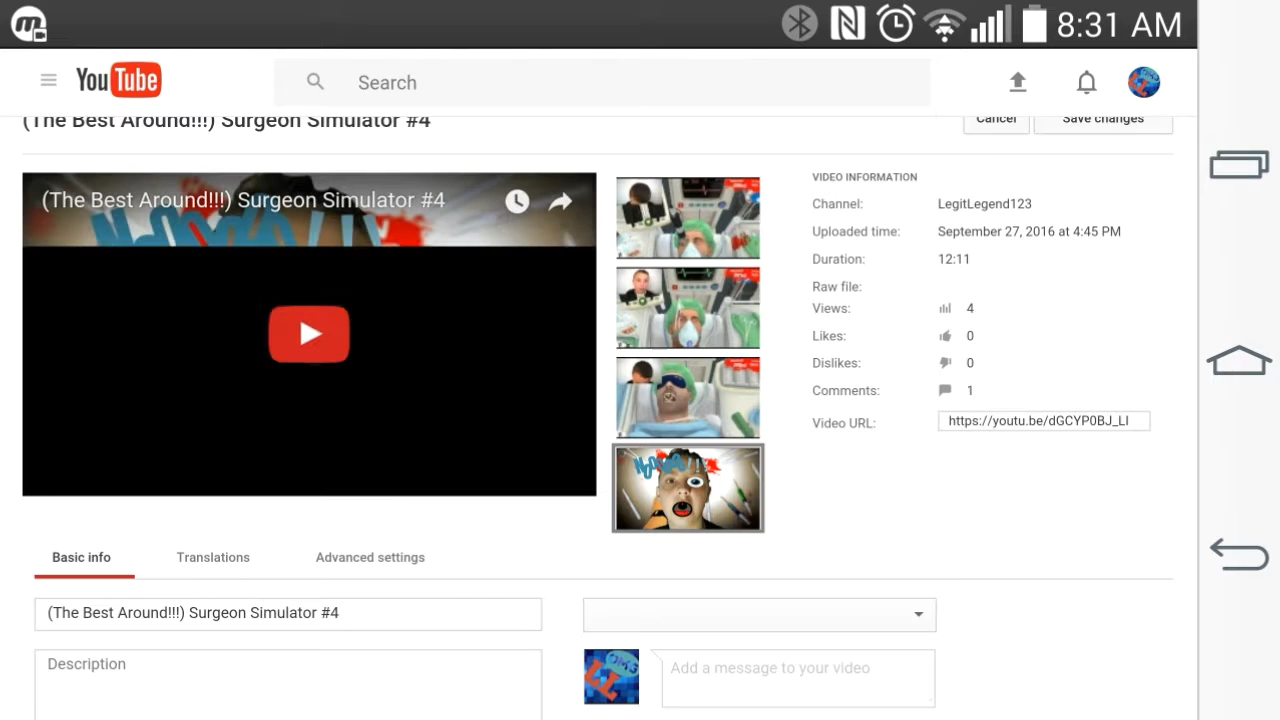 8:31 AM
YouTube
Search
(The Best Around!!!) Surgeon Simulator #4
Cancel
Save changes
(The Best Around!!!) Surgeon Simulator #4
VIDEO INFORMATION
Channel: LegitLegend123
Uploaded time: September 27, 2016 at 4:45 PM
Duration: 12:11
Raw file:
Views: 4
Likes: 0
Dislikes: 0
Comments: 1
Video URL: https://youtu.be/dGCYP0BJ_LI
Basic info
Translations
Advanced settings
(The Best Around!!!) Surgeon Simulator #4
Description
Add a message to your video